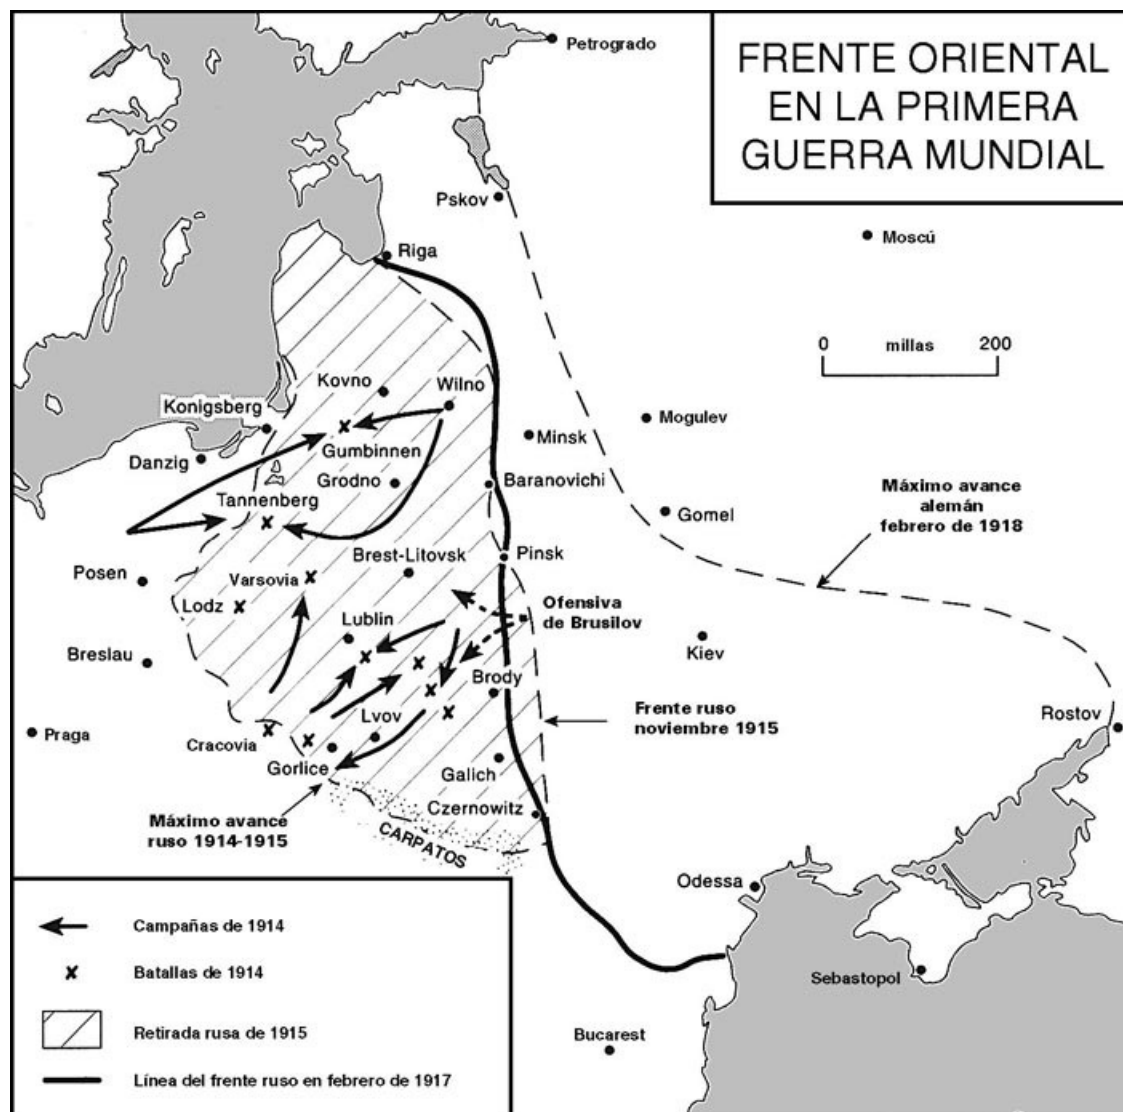 Petrogrado
FRENTE ORIENTAL
EN LA PRIMERA
GUERRA MUNDIAL
Pskov
Moscú
Riga
0 millas 200
Kovno
Wilno
Konigsberg
Mogulev
Minsk
Gumbinnen
Danzig
Grodno
Baranovichi
Tannenberg
Máximo avance
alemán
febrero de 1918
Gomel
Brest-Litovsk
Pinsk
Posen
Varsovia
Lodz
Ofensiva
de Brusilov
Lublin
Breslau
Kiev
Brody
Frente ruso
noviembre 1915
Lvov
Rostov
Praga
Cracovia
Gorlice
Galich
Czernowitz
Máximo avance
ruso 1914-1915
CARPATOS
Odessa
Campañas de 1914
Batallas de 1914
Sebastopol
Retirada rusa de 1915
Bucarest
Línea del frente ruso en febrero de 1917